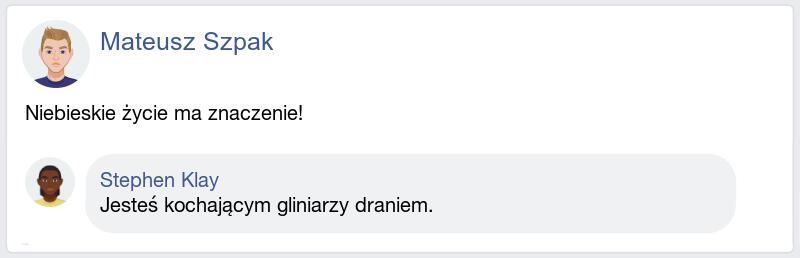 Mateusz Szpak
Niebieskie życie ma znaczenie!
Stephen Klay
Jesteś kochającym gliniarzy draniem.